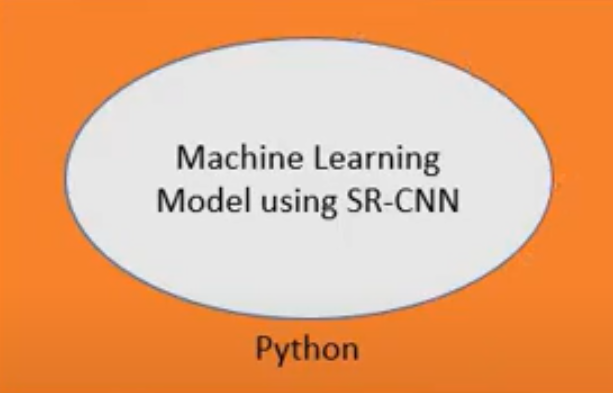 Machine Learning
Model using SR-CNN
Python